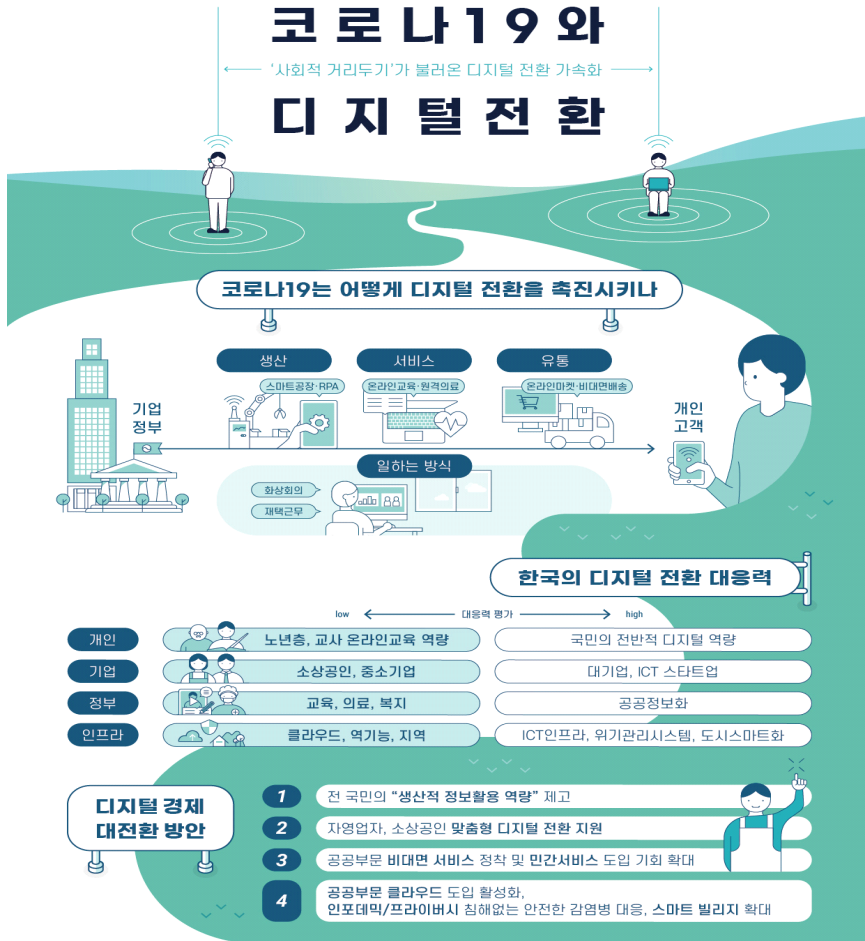 코로나19와
'사회적 거리두기'가 불러온 디지털 전환 가속화
디지털전환
코로나19는 어떻게 디지털 전환을 촉진시키나
생산
서비스
유통
스마트공장·RPA
온라인교육·원격의료
온라인마켓·비대면배송
기업
정부
개인
고객
일하는 방식
화상회의
재택근무
한국의 디지털 전환 대응력
low 대응력 평가 high
개인 노년층, 교사 온라인교육 역량 국민의 전반적 디지털 역량
기업 소상공인, 중소기업 대기업, ICT 스타트업
정부 교육, 의료, 복지 공공정보화
인프라 클라우드, 역기능, 지역 ICT인프라, 위기관리시스템, 도시스마트화
디지털 경제
대전환 방안
1 전 국민의 “생산적 정보활용 역량” 제고
2 자영업자, 소상공인 맞춤형 디지털 전환 지원
3 공공부문 비대면 서비스 정착 및 민간서비스 도입 기회 확대
4 공공부문 클라우드 도입 활성화,
인포데믹/프라이버시 침해없는 안전한 감염병 대응, 스마트 빌리지 확대